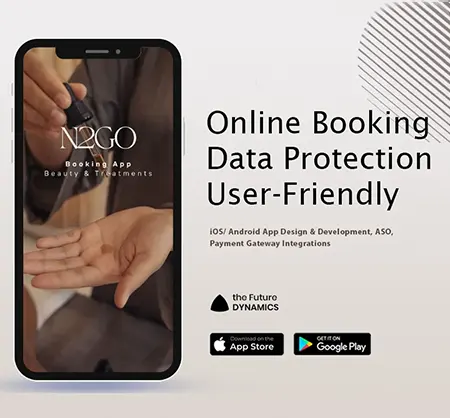 N2GO
Booking App
Beauty & Treatments
Online Booking
Data Protection
User-Friendly
iOS/ Android App Design & Development, ASO,
Payment Gateway Integrations
the Future
DYNAMICS
Download on the
App Store
GET IT ON
Google Play